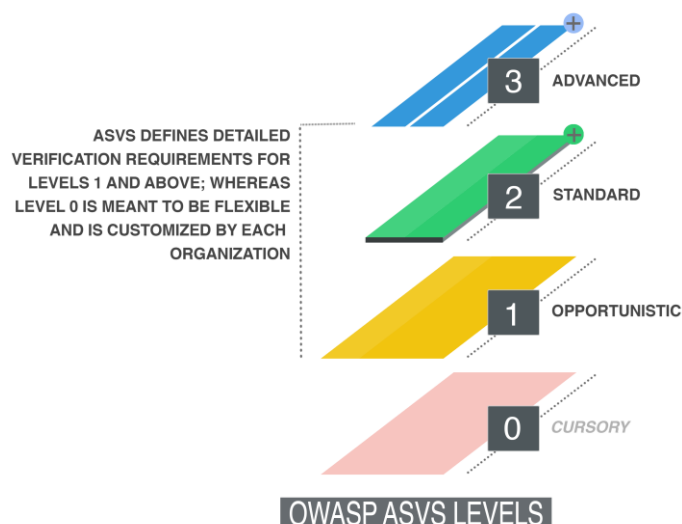 3 ADVANCED
ASVS DEFINES DETAILED
VERIFICATION REQUIREMENTS FOR
LEVELS 1 AND ABOVE; WHEREAS
LEVEL 0 IS MEANT TO BE FLEXIBLE
AND IS CUSTOMIZED BY EACH
ORGANIZATION
2 STANDARD
1 OPPORTUNISTIC
0 CURSORY
OWASP ASVS LEVELS